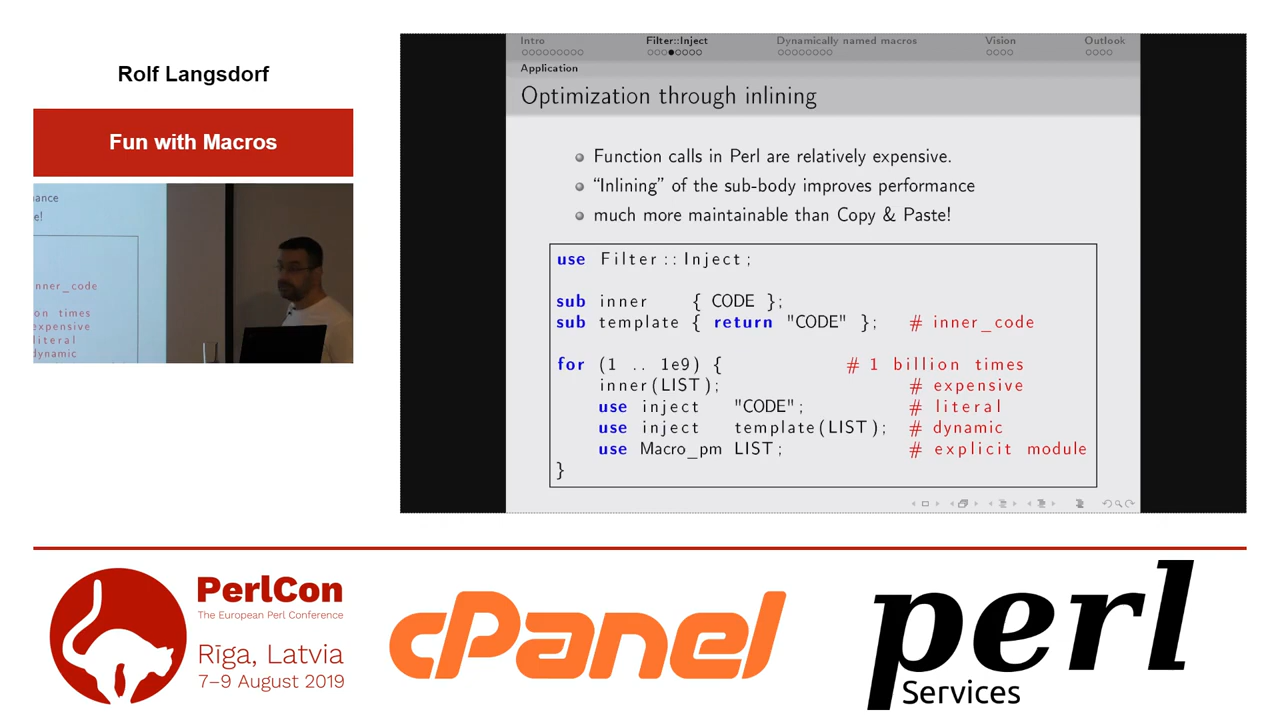 Rolf Langsdorf
Fun with Macros
ance
e!
nner_code
on times
expensive
literal
dynamic
Intro Filter::Inject Dynamically named macros Vision Outlook
Application
Optimization through inlining
Function calls in Perl are relatively expensive.
“Inlining” of the sub-body improves performance
much more maintainable than Copy & Paste!
use Filter::Inject;
sub inner { CODE };
sub template { return "CODE" }; # inner_code
for (1 .. 1e9) { # 1 billion times
inner(LIST); # expensive
use inject "CODE"; # literal
use inject template(LIST); # dynamic
use Macro_pm LIST; # explicit module
}
PerlCon
The European Perl Conference
Rīga, Latvia
7–9 August 2019
cPanel
perl
Services